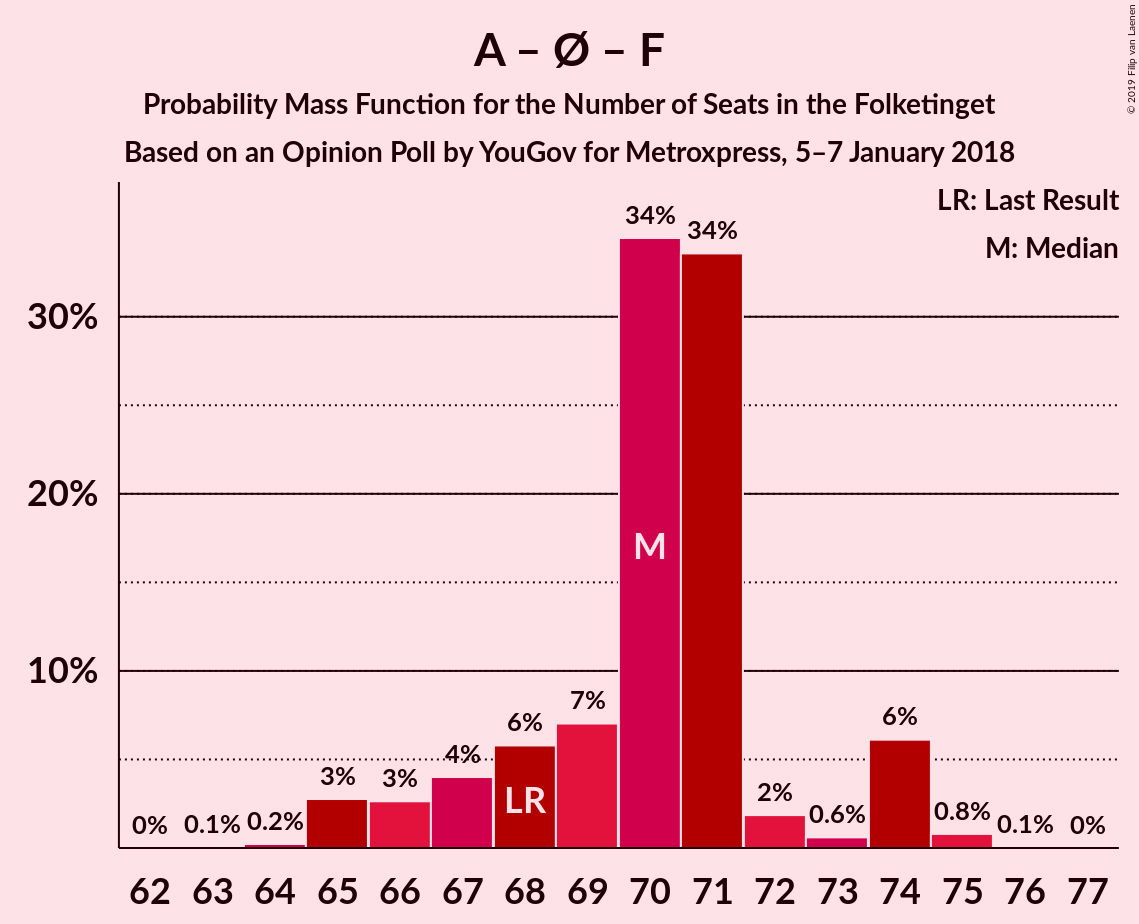 A – Ø – F
Probability Mass Function for the Number of Seats in the Folketinget
Based on an Opinion Poll by YouGov for Metroxpress, 5–7 January 2018
© 2019 Filip van Laenen
LR: Last Result
M: Median
30%
20%
10%
0% 0.1% 0.2% 3% 3% 4% 6% 7% 34% 34% 2% 0.6% 6% 0.8% 0.1% 0%
M
LR
62 63 64 65 66 67 68 69 70 71 72 73 74 75 76 77